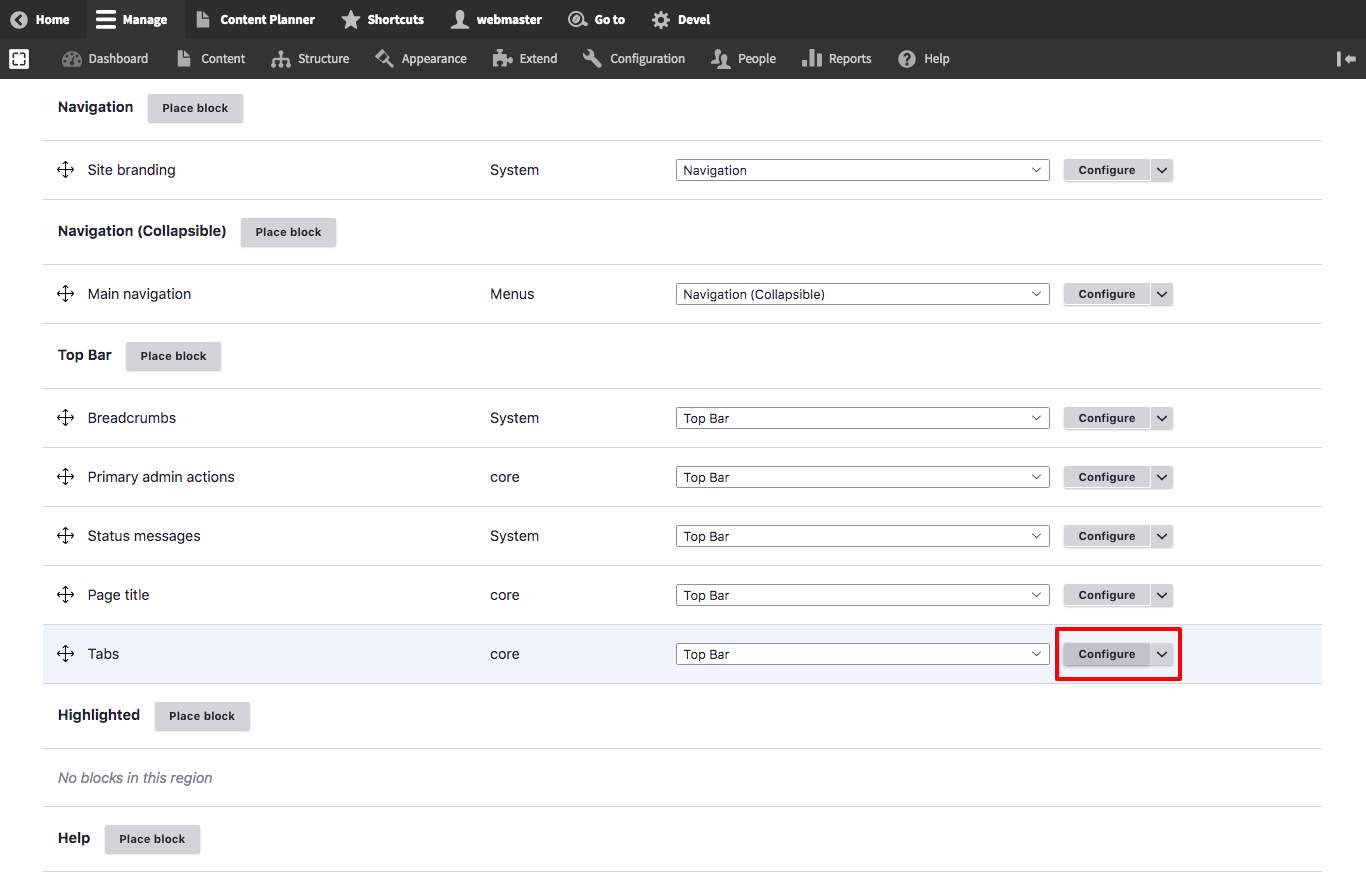 Home Manage Content Planner Shortcuts webmaster Go to Devel
Dashboard Content Structure Appearance Extend Configuration People Reports Help
Navigation Place block
Site branding System Navigation Configure
Navigation (Collapsible) Place block
Main navigation Menus Navigation (Collapsible) Configure
Top Bar Place block
Breadcrumbs System Top Bar Configure
Primary admin actions core Top Bar Configure
Status messages System Top Bar Configure
Page title core Top Bar Configure
Tabs core Top Bar Configure
Highlighted Place block
No blocks in this region
Help Place block